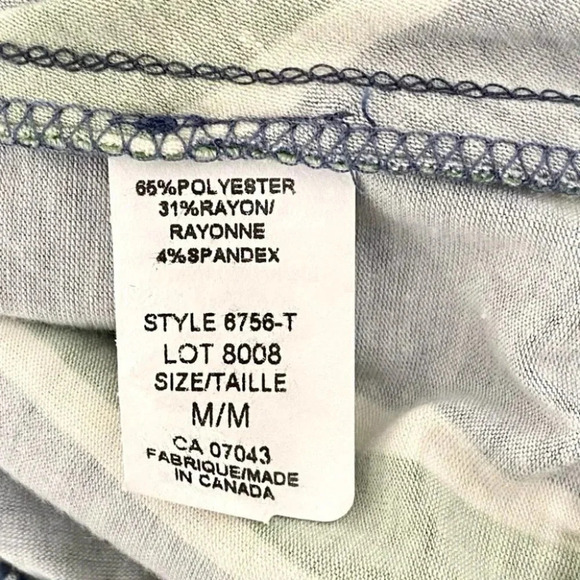 65%POLYESTER
31%RAYON/
RAYONNE
4%SPANDEX
STYLE 6756-T
LOT 8008
SIZE/TAILLE
M/M
CA 07043
FABRIQUE/MADE
IN CANADA